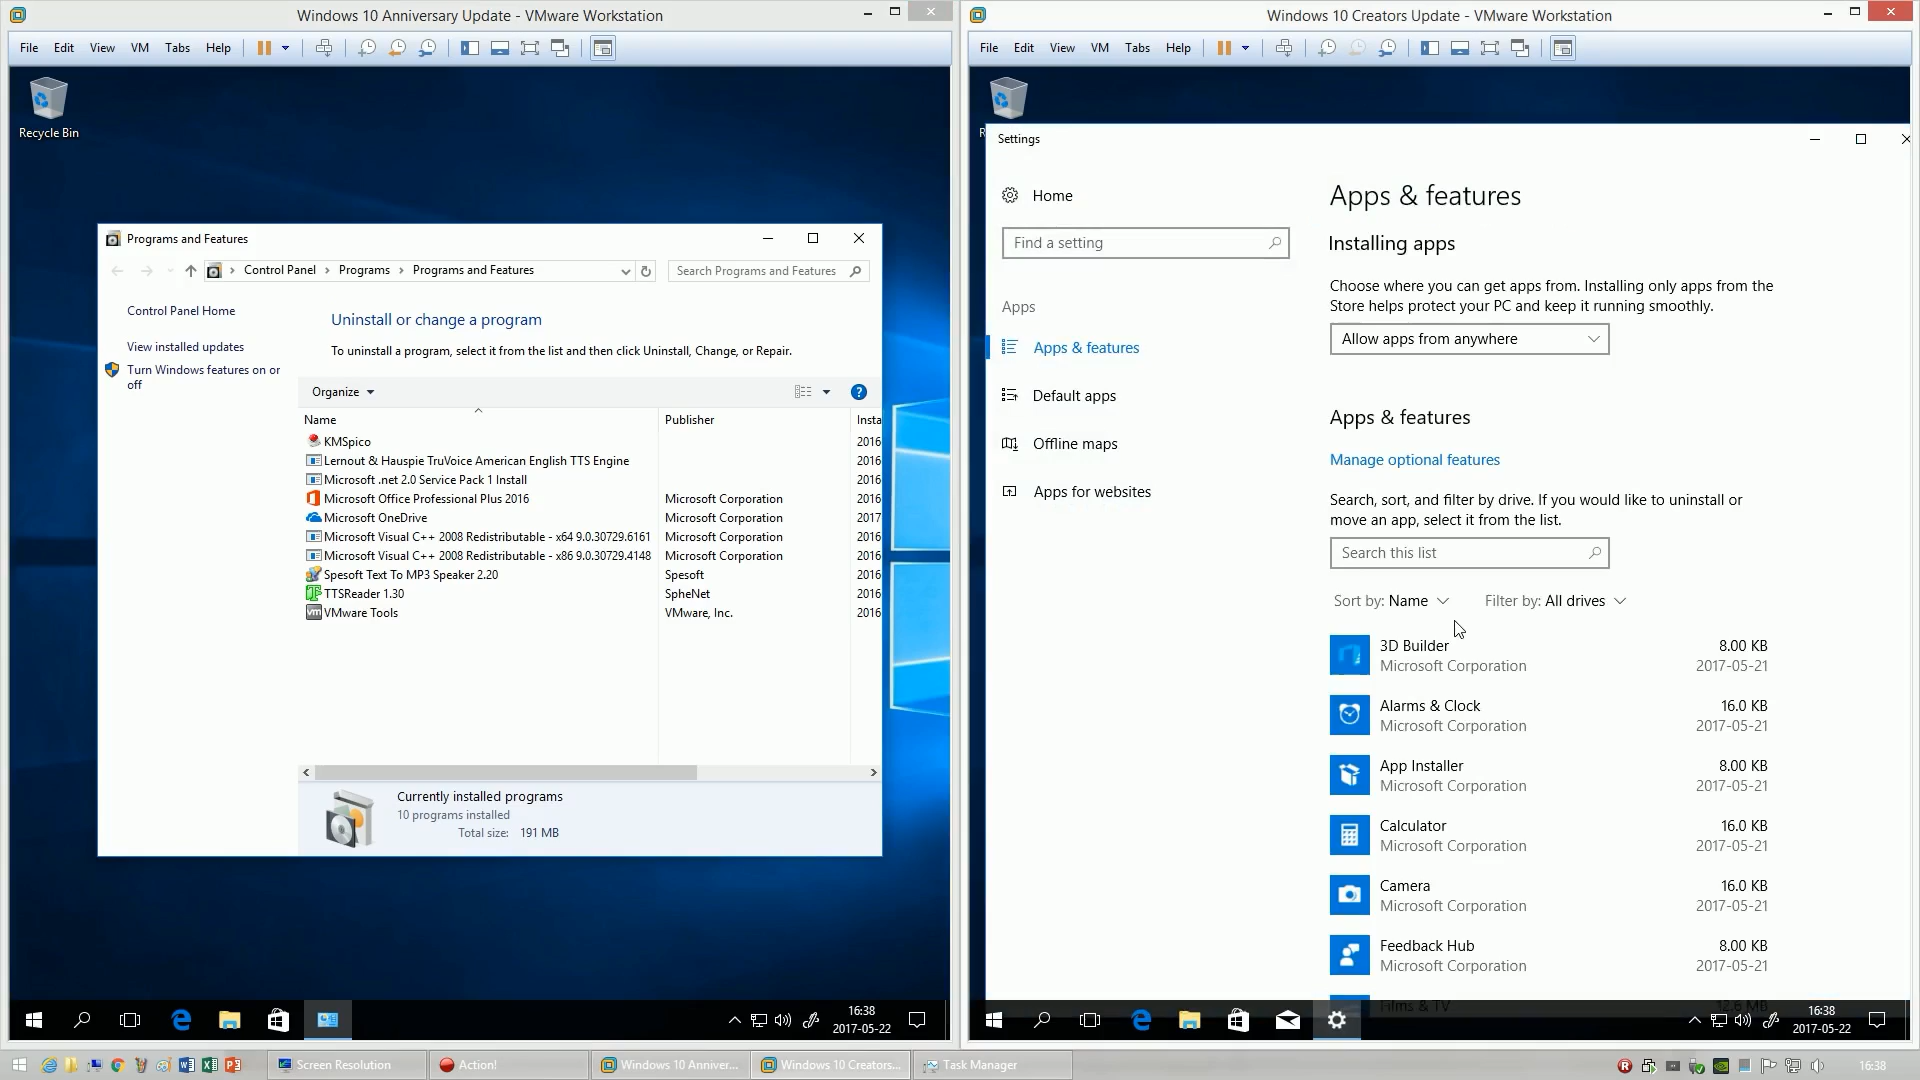 Windows 10 Anniversary Update - VMware Workstation
File Edit View VM Tabs Help
Recycle Bin
Programs and Features
Control Panel > Programs > Programs and Features
Search Programs and Features
Control Panel Home
View installed updates
Turn Windows features on or
off
Uninstall or change a program
To uninstall a program, select it from the list and then click Uninstall, Change, or Repair.
Organize
Name Publisher Insta
KMSpico 2016
Lernout & Hauspie TruVoice American English TTS Engine 2016
Microsoft .net 2.0 Service Pack 1 Install 2016
Microsoft Office Professional Plus 2016 Microsoft Corporation 2016
Microsoft OneDrive Microsoft Corporation 2017
Microsoft Visual C++ 2008 Redistributable - x64 9.0.30729.6161 Microsoft Corporation 2016
Microsoft Visual C++ 2008 Redistributable - x86 9.0.30729.4148 Microsoft Corporation 2016
Spesoft Text To MP3 Speaker 2.20 Spesoft 2016
TTSReader 1.30 SpheNet 2016
VMware Tools VMware, Inc. 2016
Currently installed programs
10 programs installed
Total size: 191 MB
16:38
2017-05-22
Windows 10 Creators Update - VMware Workstation
File Edit View VM Tabs Help
Settings
Home
Find a setting
Apps
Apps & features
Default apps
Offline maps
Apps for websites
Apps & features
Installing apps
Choose where you can get apps from. Installing only apps from the
Store helps protect your PC and keep it running smoothly.
Allow apps from anywhere
Apps & features
Manage optional features
Search, sort, and filter by drive. If you would like to uninstall or
move an app, select it from the list.
Search this list
Sort by: Name Filter by: All drives
3D Builder 8.00 KB
Microsoft Corporation 2017-05-21
Alarms & Clock 16.0 KB
Microsoft Corporation 2017-05-21
App Installer 8.00 KB
Microsoft Corporation 2017-05-21
Calculator 16.0 KB
Microsoft Corporation 2017-05-21
Camera 16.0 KB
Microsoft Corporation 2017-05-21
Feedback Hub 8.00 KB
Microsoft Corporation 2017-05-21
Films & TV
16:38
2017-05-22
Screen Resolution
Action!
Windows 10 Anniver...
Windows 10 Creators...
Task Manager
16:38